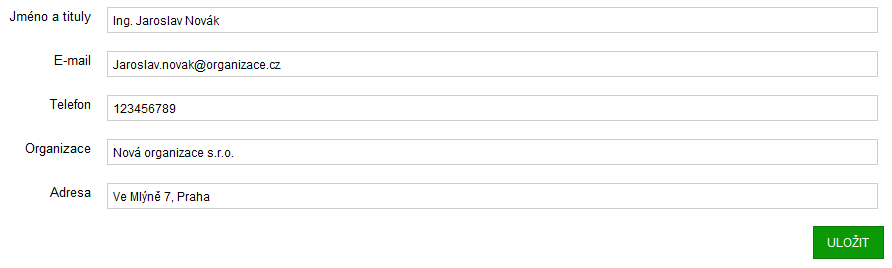 Jméno a tituly Ing. Jaroslav Novák
E-mail Jaroslav.novak@organizace.cz
Telefon 123456789
Organizace Nová organizace s.r.o.
Adresa Ve Mlýně 7, Praha
ULOŽIT